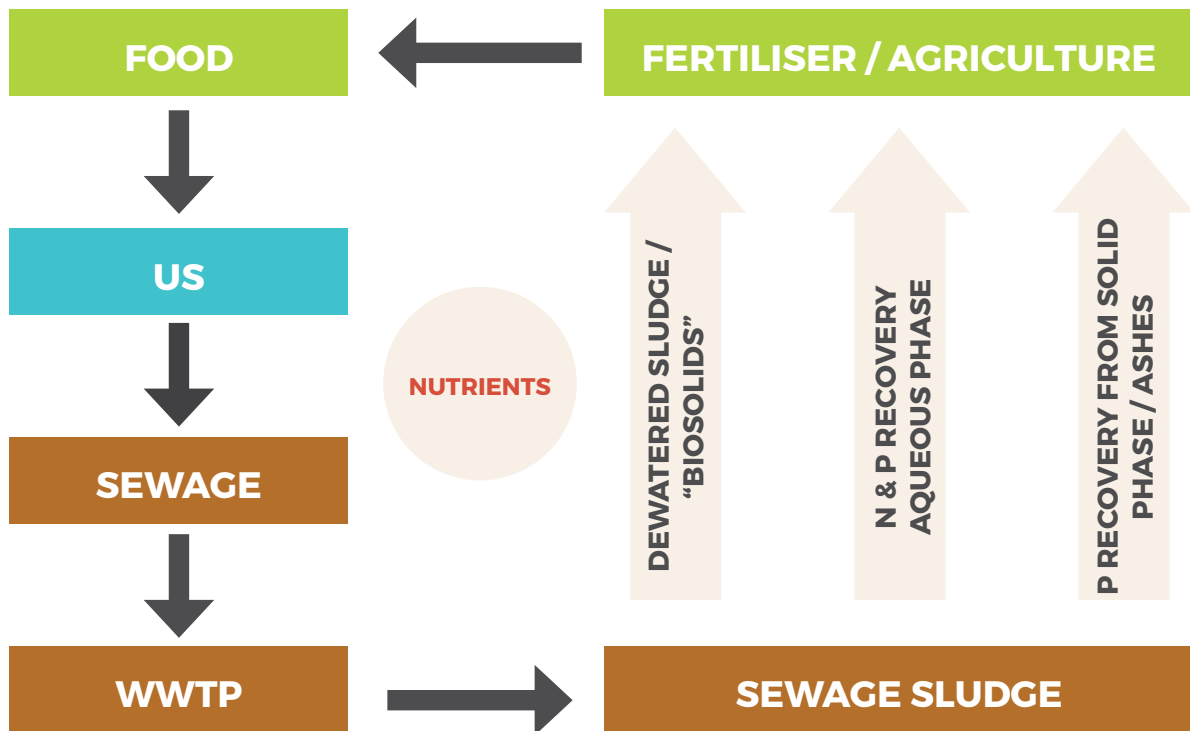 FOOD
FERTILISER / AGRICULTURE
US
NUTRIENTS
SEWAGE
WWTP
SEWAGE SLUDGE
DEWATERED SLUDGE /
“BIOSOLIDS”
N & P RECOVERY
AQUEOUS PHASE
P RECOVERY FROM SOLID
PHASE / ASHES